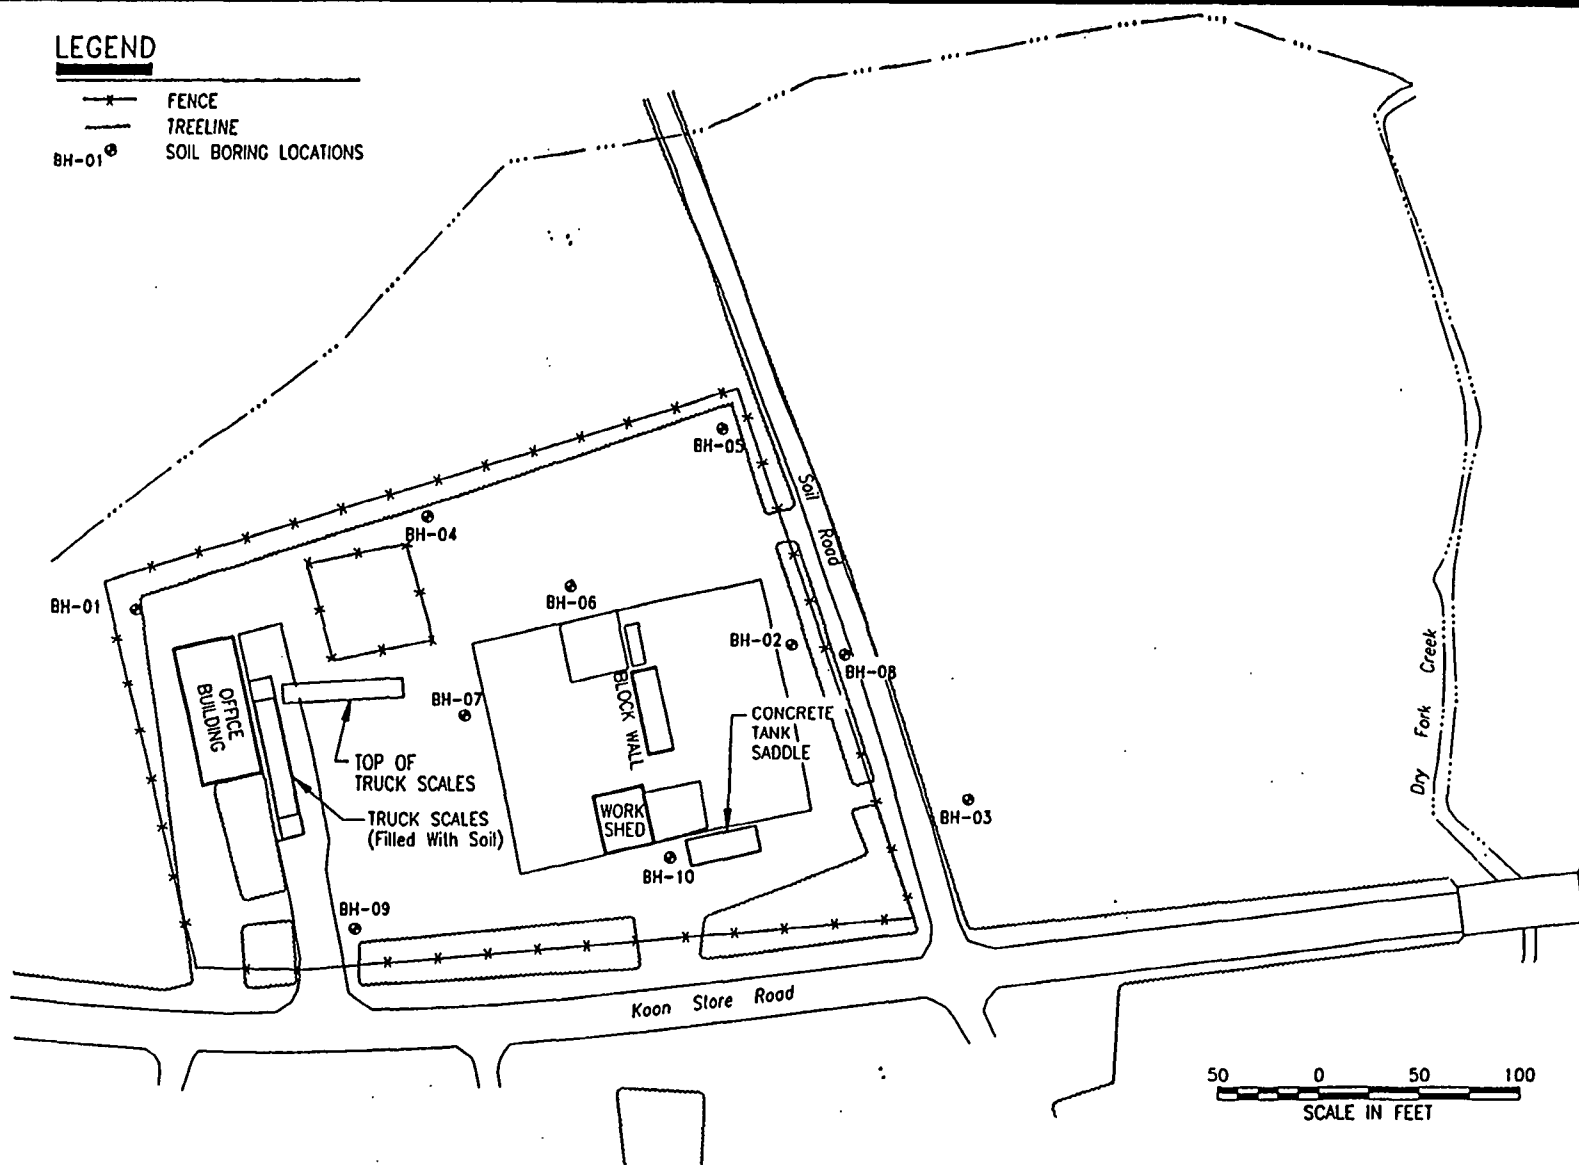 LEGEND
FENCE
TREELINE
BH-01
SOIL BORING LOCATIONS
BH-05
Soil
Road
BH-04
BH-01
BH-06
BH-02
BH-08
Dry Fork Creek
OFFICE
BUILDING
BH-07
BLOCK WALL
CONCRETE
TANK
SADDLE
TOP OF
TRUCK SCALES
TRUCK SCALES
(Filled With Soil)
WORK
SHED
BH-03
BH-10
BH-09
Koon Store Road
50 0 50 100
SCALE IN FEET